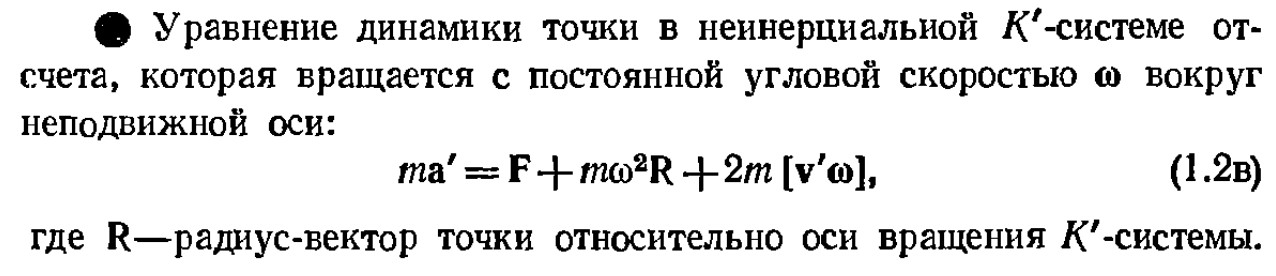 ● Уравнение динамики точки в неинерциальной K′-системе от-
счета, которая вращается с постоянной угловой скоростью ω вокруг
неподвижной оси:
ma′ = F + mω²R + 2m [v′ω], (1.2в)
где R—радиус-вектор точки относительно оси вращения K′-системы.